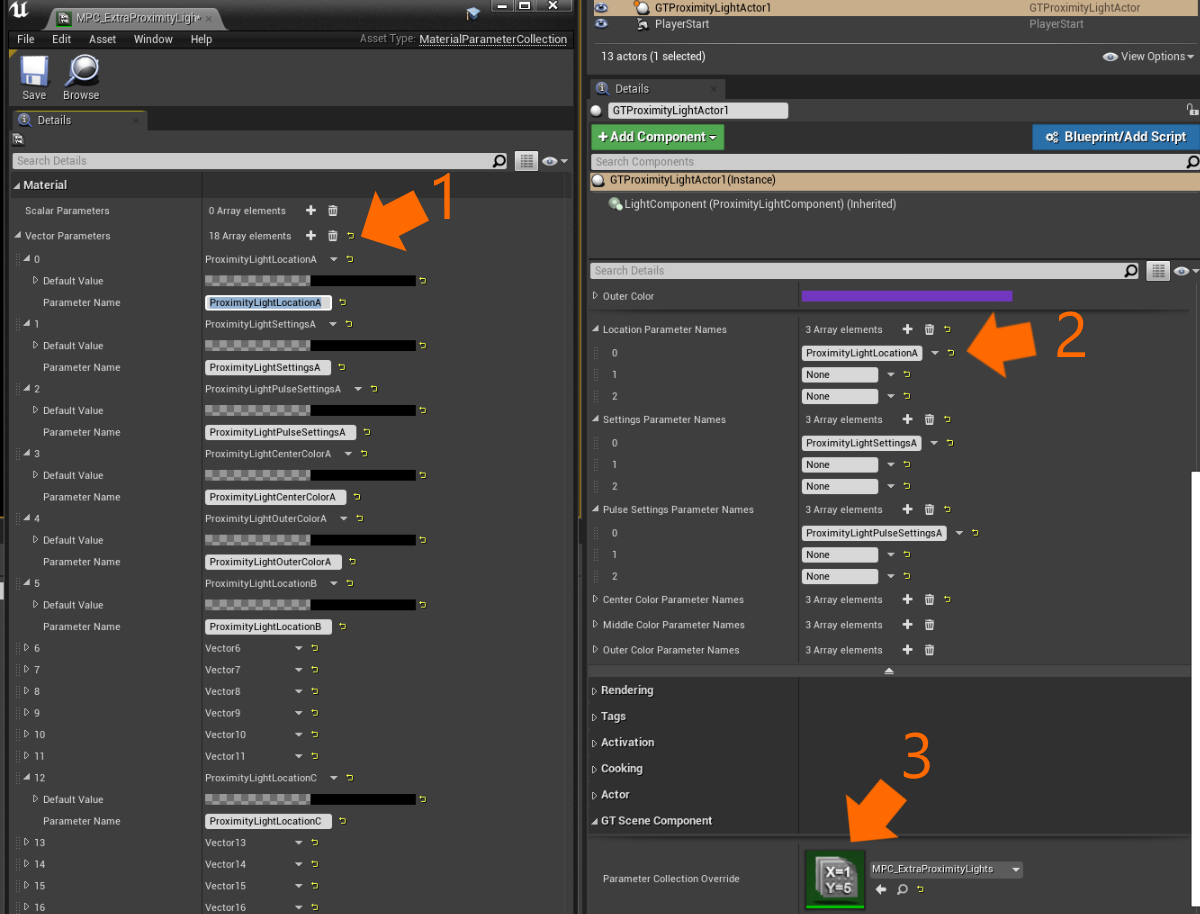 MPC_ExtraProximityLigh*
File Edit Asset Window Help
Asset Type: MaterialParameterCollection
Save Browse
Details
Search Details
Material
Scalar Parameters 0 Array elements
Vector Parameters 18 Array elements
1
0 ProximityLightLocationA
Default Value
Parameter Name ProximityLightLocationA
1 ProximityLightSettingsA
Default Value
Parameter Name ProximityLightSettingsA
2 ProximityLightPulseSettingsA
Default Value
Parameter Name ProximityLightPulseSettingsA
3 ProximityLightCenterColorA
Default Value
Parameter Name ProximityLightCenterColorA
4 ProximityLightOuterColorA
Default Value
Parameter Name ProximityLightOuterColorA
5 ProximityLightLocationB
Default Value
Parameter Name ProximityLightLocationB
6 Vector6
7 Vector7
8 Vector8
9 Vector9
10 Vector10
11 Vector11
12 ProximityLightLocationC
Default Value
Parameter Name ProximityLightLocationC
13 Vector13
14 Vector14
15 Vector15
16 Vector16
GTProximityLightActor1 GTProximityLightActor
PlayerStart PlayerStart
13 actors (1 selected) View Options
Details
GTProximityLightActor1
Add Component Blueprint/Add Script
Search Components
GTProximityLightActor1(Instance)
LightComponent (ProximityLightComponent) (Inherited)
Search Details
Outer Color
Location Parameter Names 3 Array elements
2
0 ProximityLightLocationA
1 None
2 None
Settings Parameter Names 3 Array elements
0 ProximityLightSettingsA
1 None
2 None
Pulse Settings Parameter Names 3 Array elements
0 ProximityLightPulseSettingsA
1 None
2 None
Center Color Parameter Names 3 Array elements
Middle Color Parameter Names 3 Array elements
Outer Color Parameter Names 3 Array elements
Rendering
Tags
Activation
Cooking
Actor
GT Scene Component
3
Parameter Collection Override MPC_ExtraProximityLights
X=1
Y=5